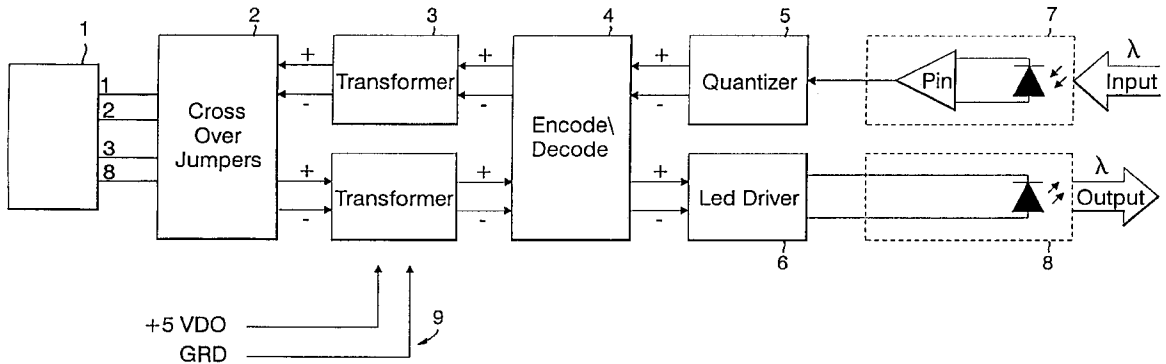 1
2
3
4
5
7
1
2
3
8
Cross
Over
Jumpers
+
-
Transformer
+
-
Encode\
Decode
+
-
Quantizer
Pin
λ
Input
+
-
Transformer
+
-
+
-
Led Driver
λ
Output
6
8
+5 VDO
GRD
9